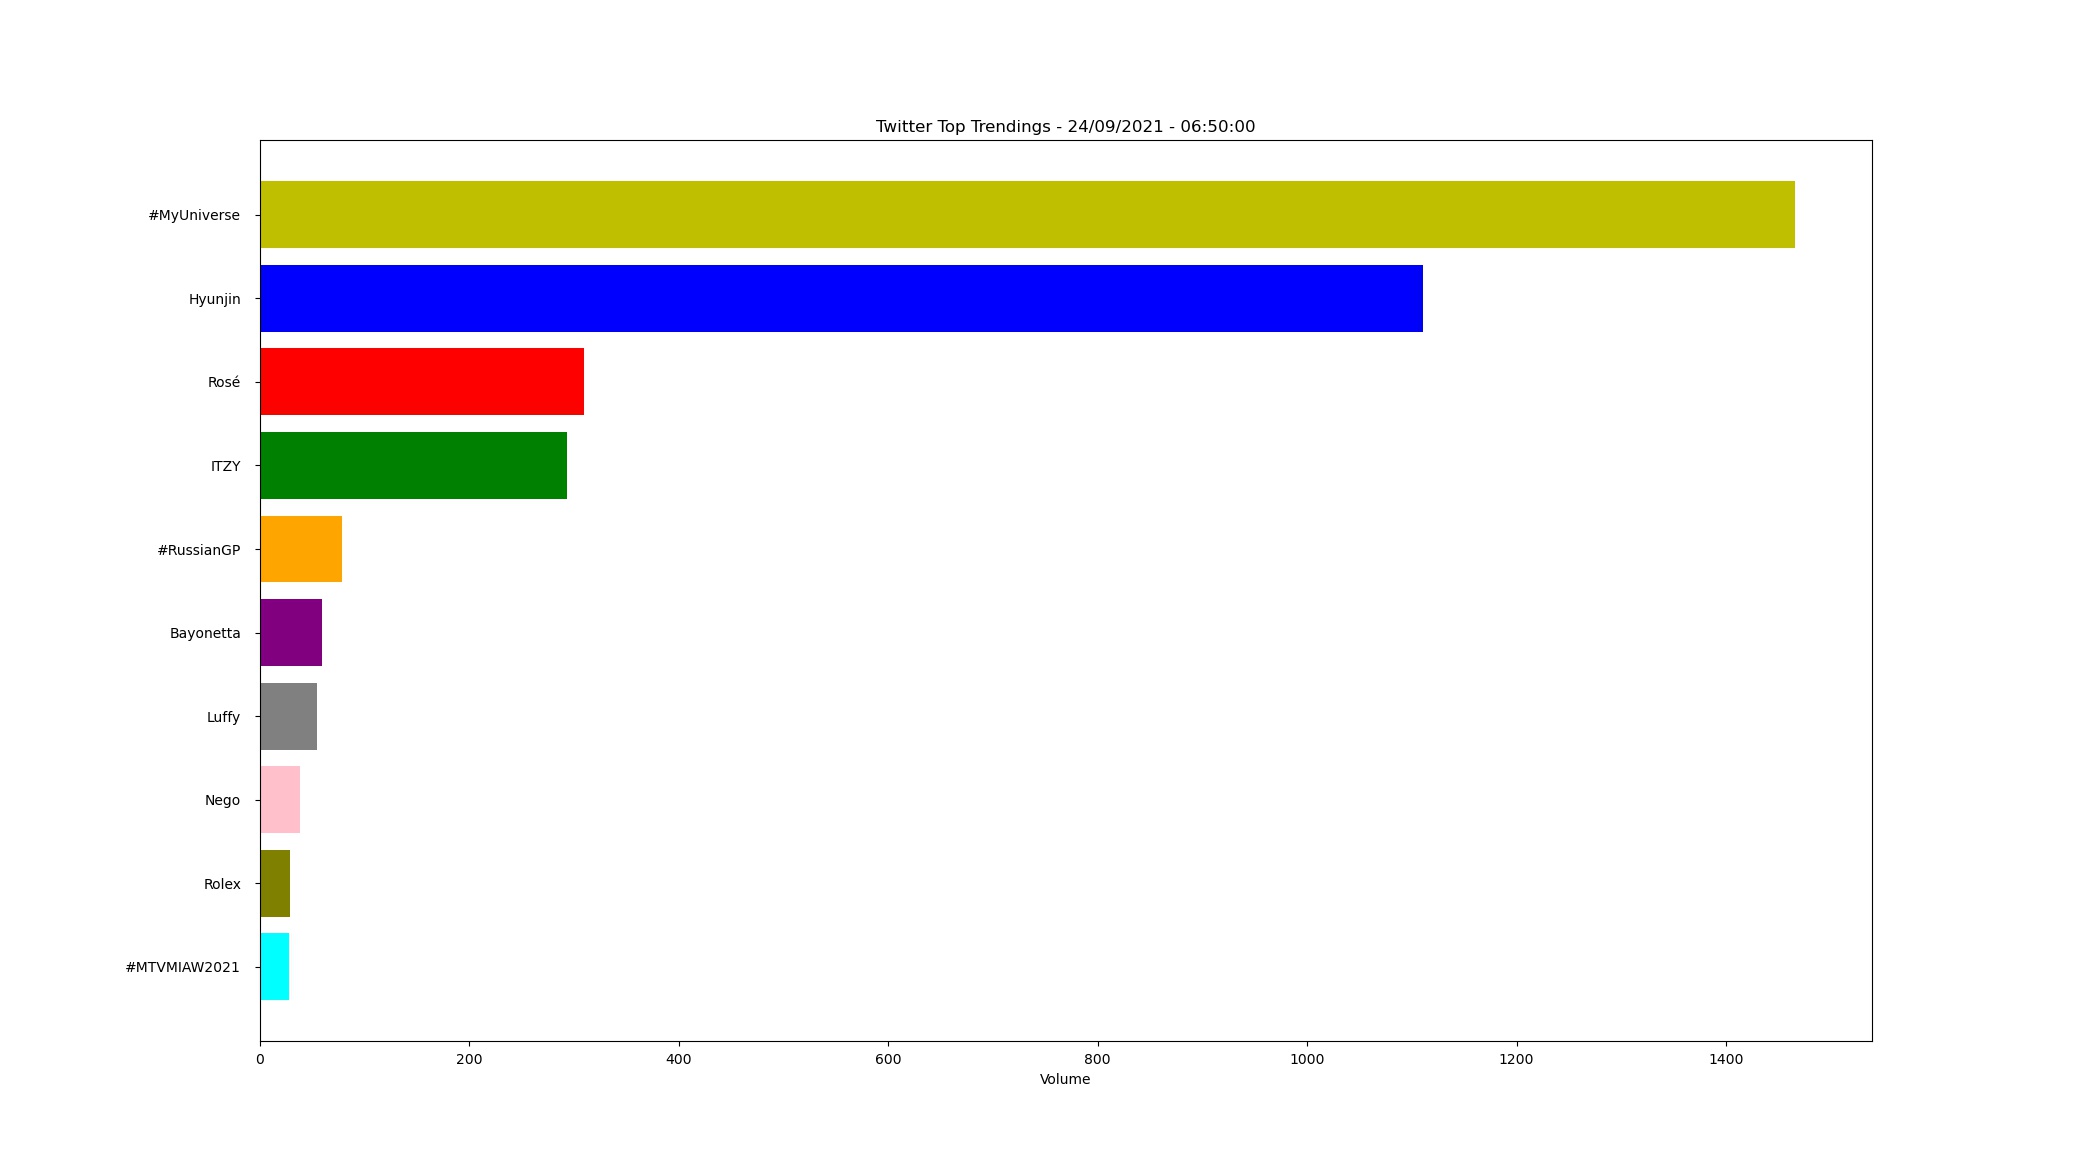 Twitter Top Trendings - 24/09/2021 - 06:50:00
#MyUniverse
Hyunjin
Rosé
ITZY
#RussianGP
Bayonetta
Luffy
Nego
Rolex
#MTVMIAW2021
0 200 400 600 800 1000 1200 1400
Volume